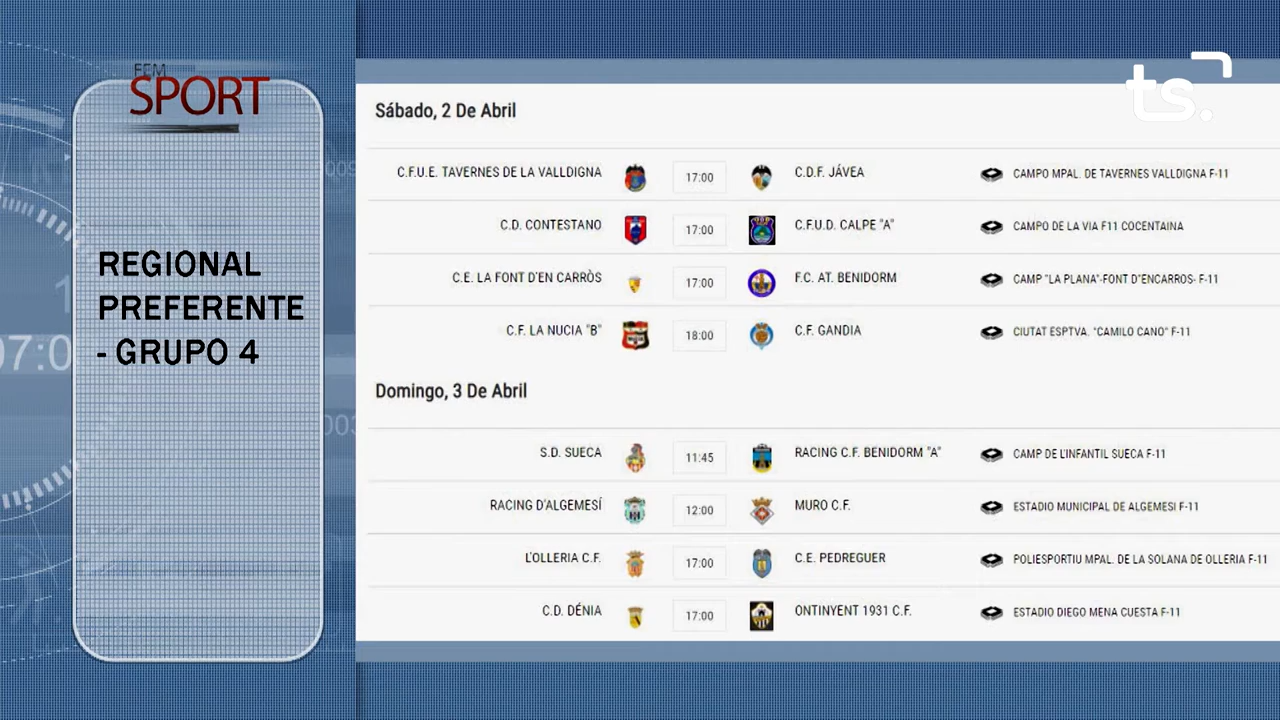 FEM
SPORT
REGIONAL
PREFERENTE
- GRUPO 4
ts.
Sábado, 2 De Abril
C.F.U.E. TAVERNES DE LA VALLDIGNA 17:00 C.D.F. JÁVEA CAMPO MPAL. DE TAVERNES VALLDIGNA F-11
C.D. CONTESTANO 17:00 C.F.U.D. CALPE "A" CAMPO DE LA VIA F11 COCENTAINA
C.E. LA FONT D'EN CARRÒS 17:00 F.C. AT. BENIDORM CAMP "LA PLANA"-FONT D"ENCARROS- F-11
C.F. LA NUCIA "B" 18:00 C.F. GANDIA CIUTAT ESPTVA. "CAMILO CANO" F-11
Domingo, 3 De Abril
S.D. SUECA 11:45 RACING C.F. BENIDORM "A" CAMP DE L'INFANTIL SUECA F-11
RACING D'ALGEMESÍ 12:00 MURO C.F. ESTADIO MUNICIPAL DE ALGEMESI F-11
L'OLLERIA C.F. 17:00 C.E. PEDREGUER POLIESPORTIU MPAL. DE LA SOLANA DE OLLERIA F-11
C.D. DÉNIA 17:00 ONTINYENT 1931 C.F. ESTADIO DIEGO MENA CUESTA F-11